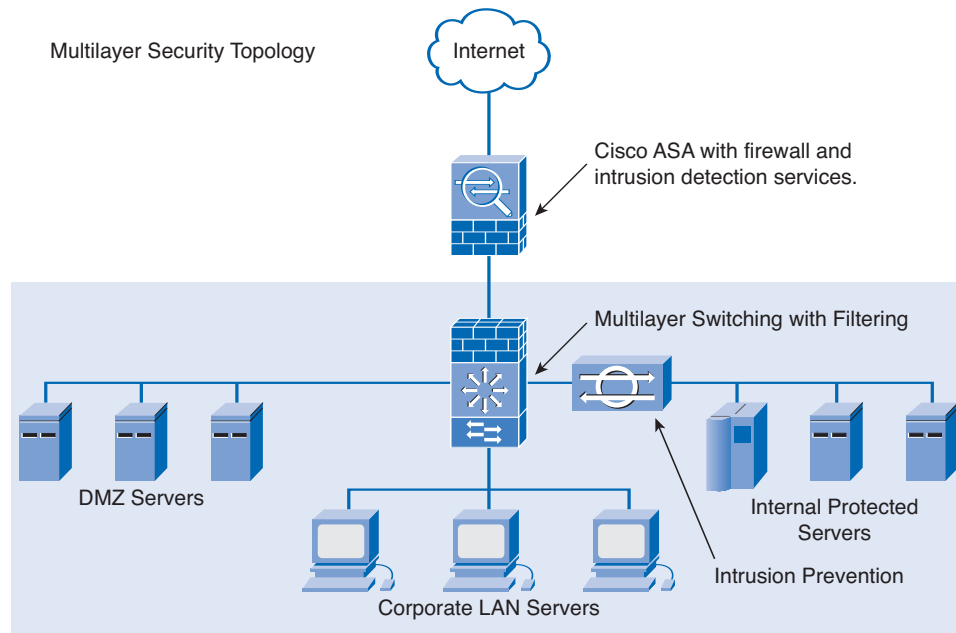 Multilayer Security Topology
Internet
Cisco ASA with firewall and
intrusion detection services.
Multilayer Switching with Filtering
DMZ Servers
Internal Protected
Servers
Intrusion Prevention
Corporate LAN Servers